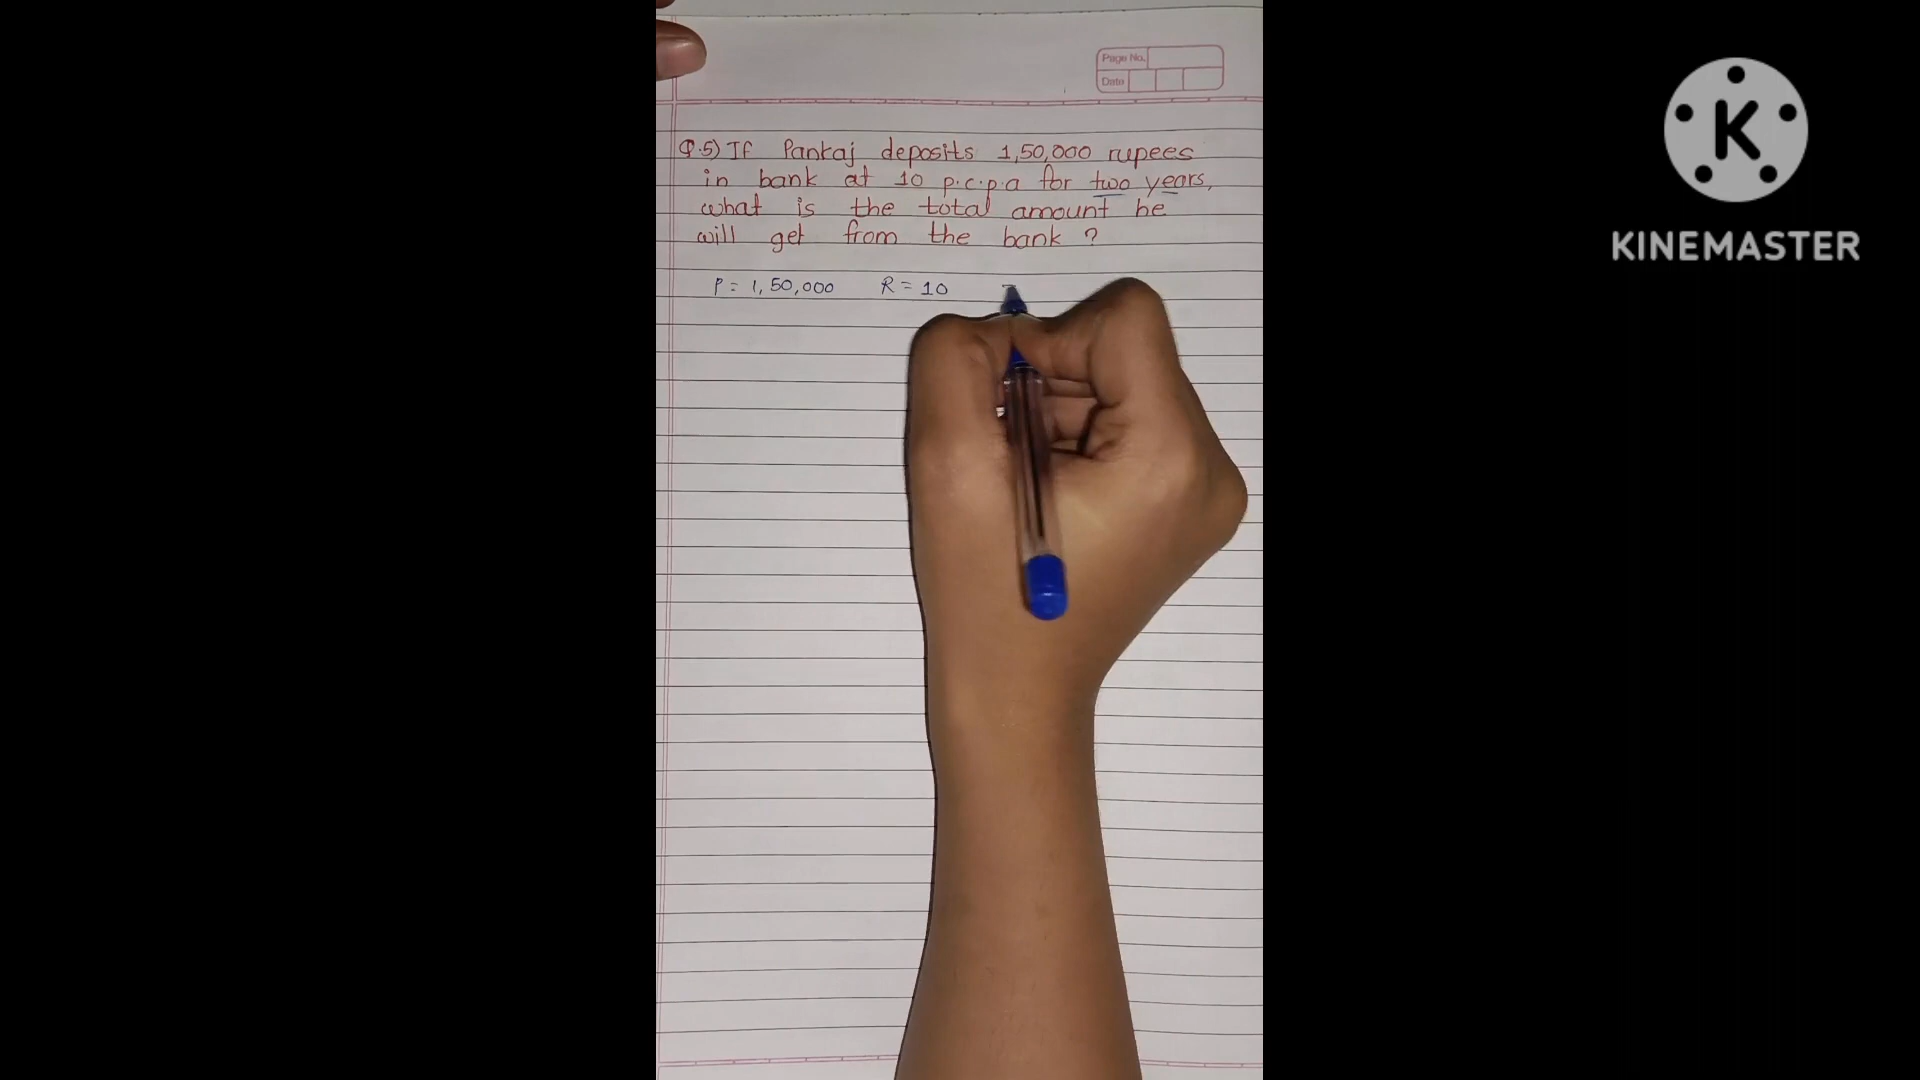 Page No.
Date
Q.5) If Pankaj deposits 1,50,000 rupees
in bank at 10 p.c.p.a for two years,
what is the total amount he
will get from the bank ?
P = 1,50,000 R = 10
K
KINEMASTER